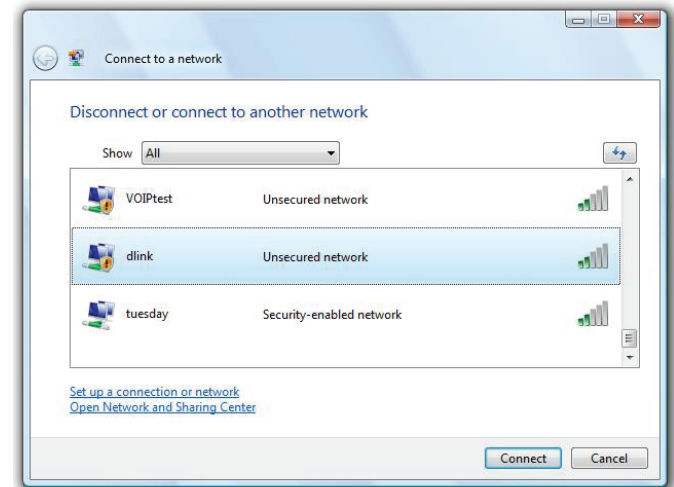 Connect to a network
Disconnect or connect to another network
Show All
VOIPtest Unsecured network
dlink Unsecured network
tuesday Security-enabled network
Set up a connection or network
Open Network and Sharing Center
Connect Cancel